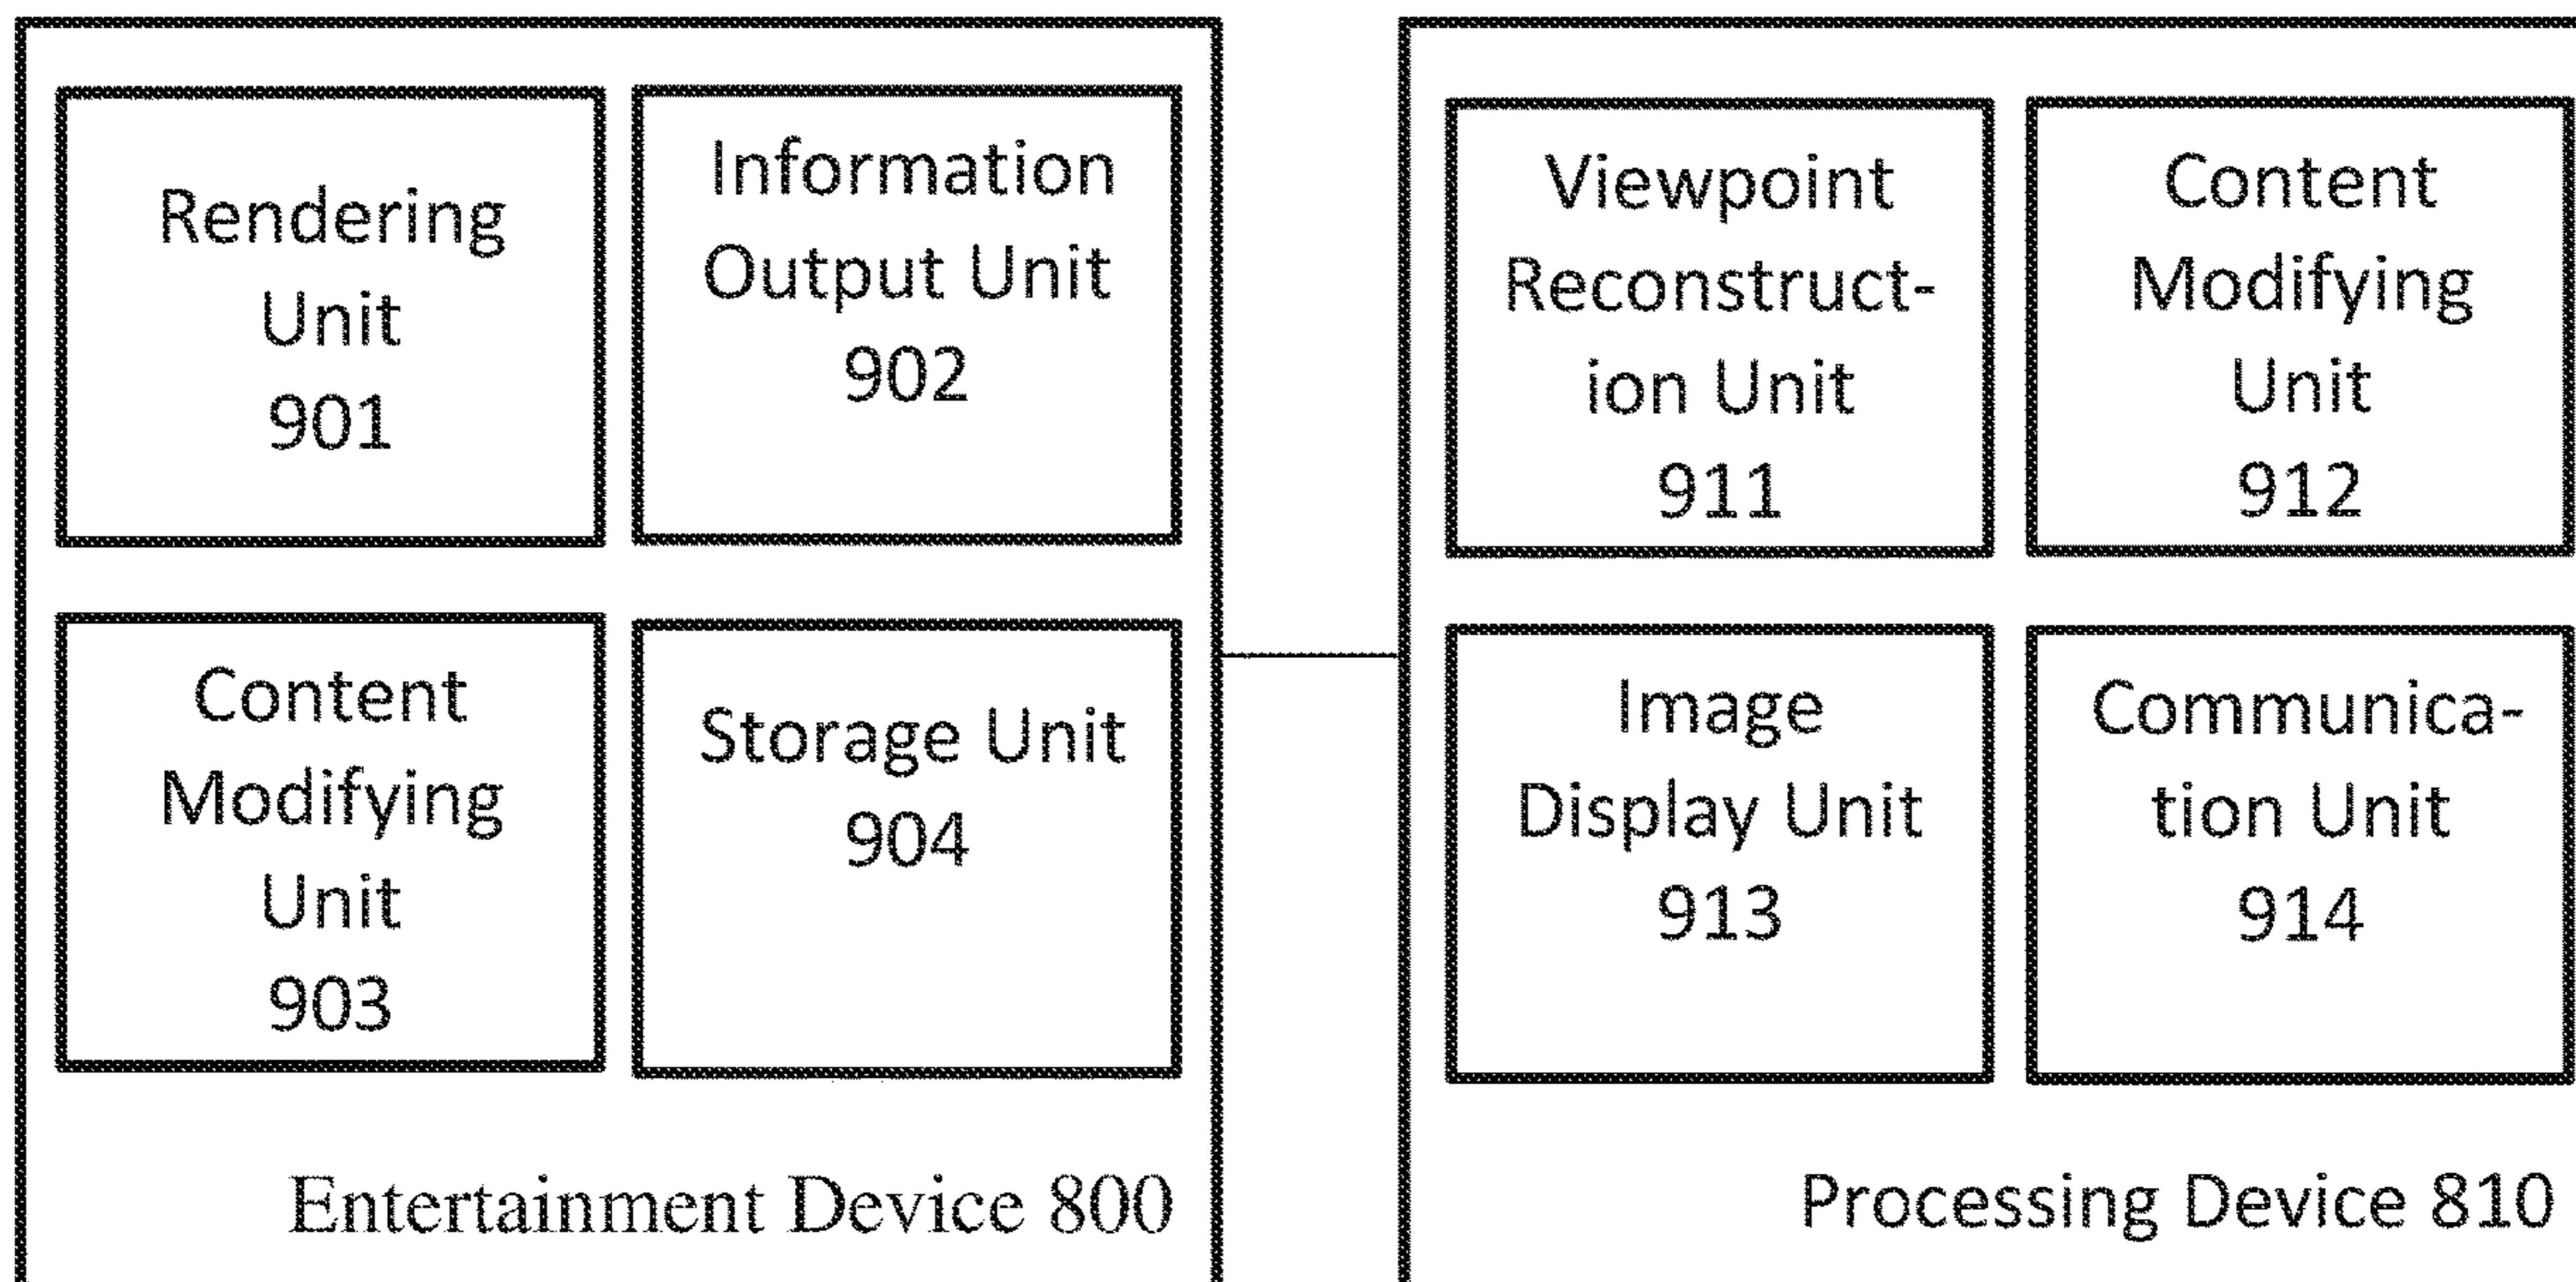 Rendering
Unit
901
Information
Output Unit
902
Content
Modifying
Unit
903
Storage Unit
904
Entertainment Device 800
Viewpoint
Reconstruct-
ion Unit
911
Content
Modifying
Unit
912
Image
Display Unit
913
Communica-
tion Unit
914
Processing Device 810